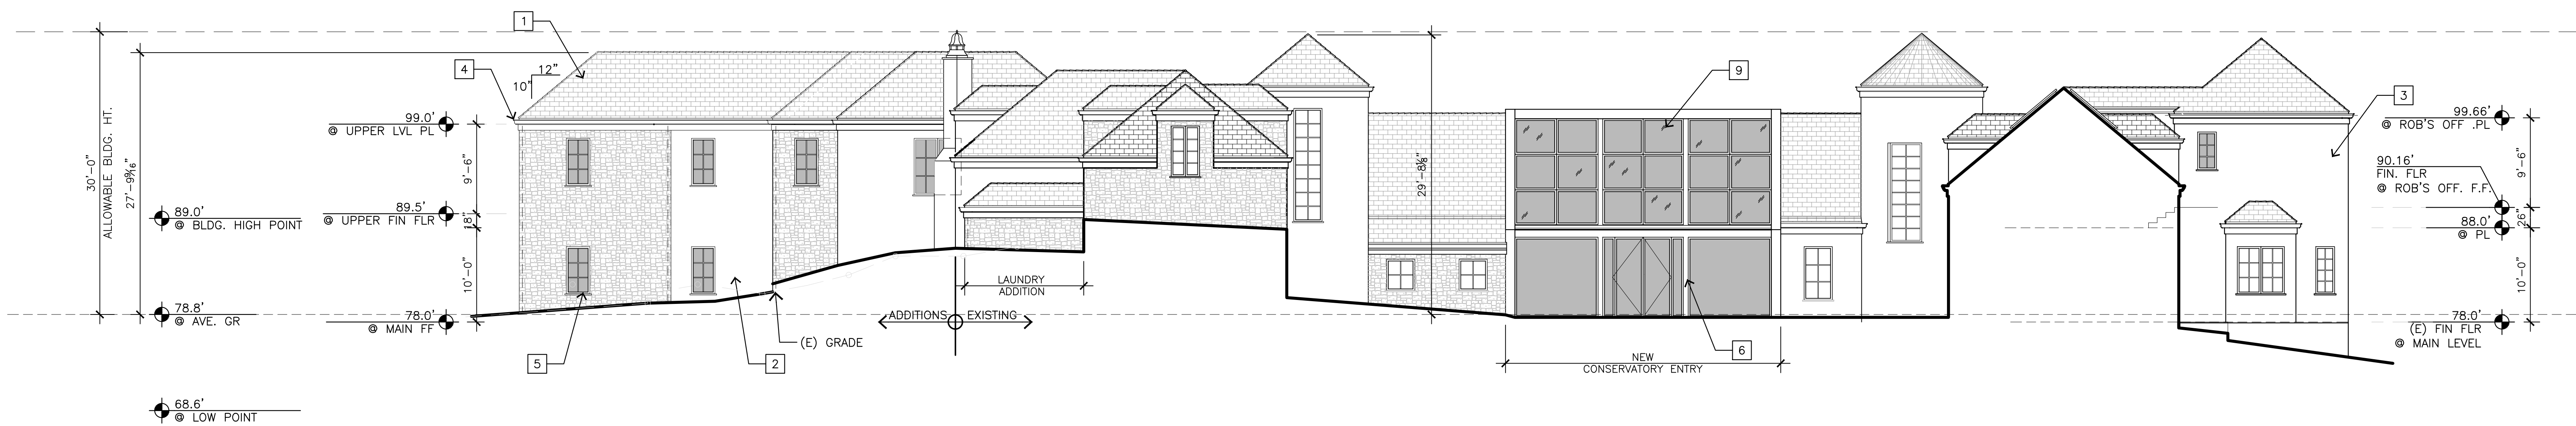 1
4
12"
10"
30'-0"
ALLOWABLE BLDG. HT.
27'-9 9/16"
99.0'
@ UPPER LVL PL
9'-6"
89.5'
@ UPPER FIN FLR
18"
10'-0"
89.0'
@ BLDG. HIGH POINT
78.8'
@ AVE. GR
78.0'
@ MAIN FF
68.6'
@ LOW POINT
5
2
(E) GRADE
ADDITIONS
EXISTING
LAUNDRY
ADDITION
29'-8 1/8"
9
6
NEW
CONSERVATORY ENTRY
3
99.66'
@ ROB'S OFF .PL
90.16'
FIN. FLR
@ ROB'S OFF. F.F.
88.0'
@ PL
9'-6"
26"
10'-0"
78.0'
(E) FIN FLR
@ MAIN LEVEL